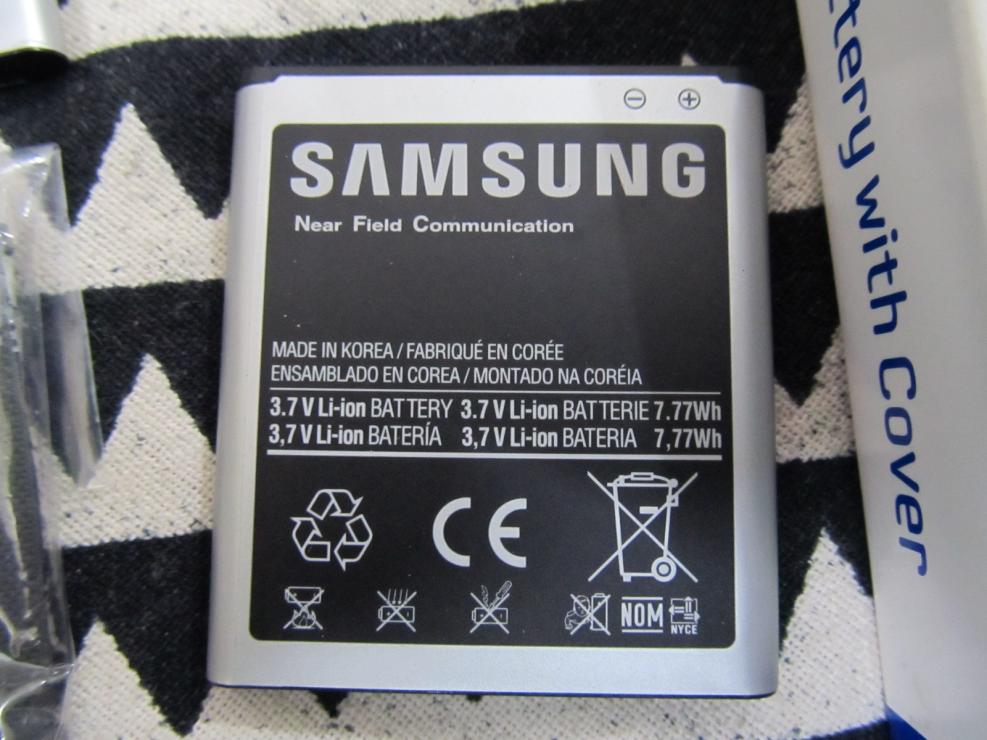 SAMSUNG
Near Field Communication
MADE IN KOREA / FABRIQUÉ EN CORÉE
ENSAMBLADO EN COREA / MONTADO NA CORÉIA
3.7 V Li-ion BATTERY 3.7 V Li-ion BATTERIE 7.77Wh
3,7 V Li-ion BATERÍA 3,7 V Li-ion BATERIA 7,77Wh
CE
NOM
NYCE
with Cover